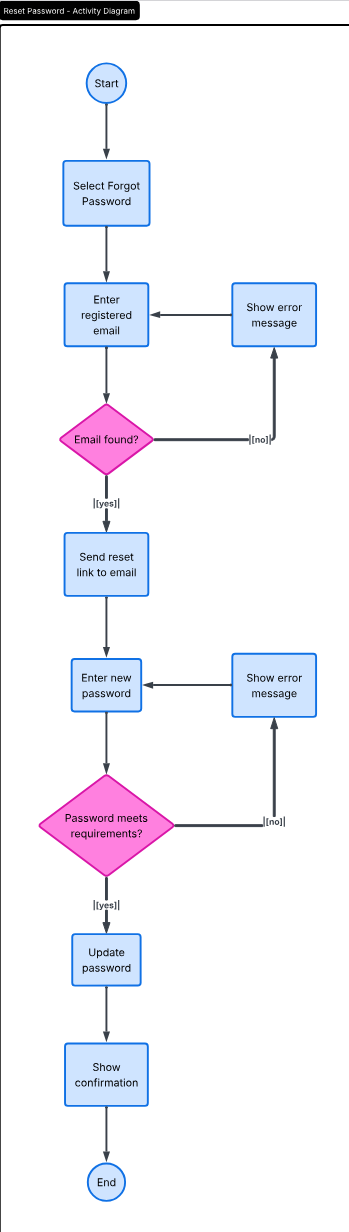 Reset Password - Activity Diagram
Start
Select Forgot
Password
Enter
registered
email
Show error
message
Email found?
[no]
[yes]
Send reset
link to email
Enter new
password
Show error
message
Password meets
requirements?
[no]
[yes]
Update
password
Show
confirmation
End